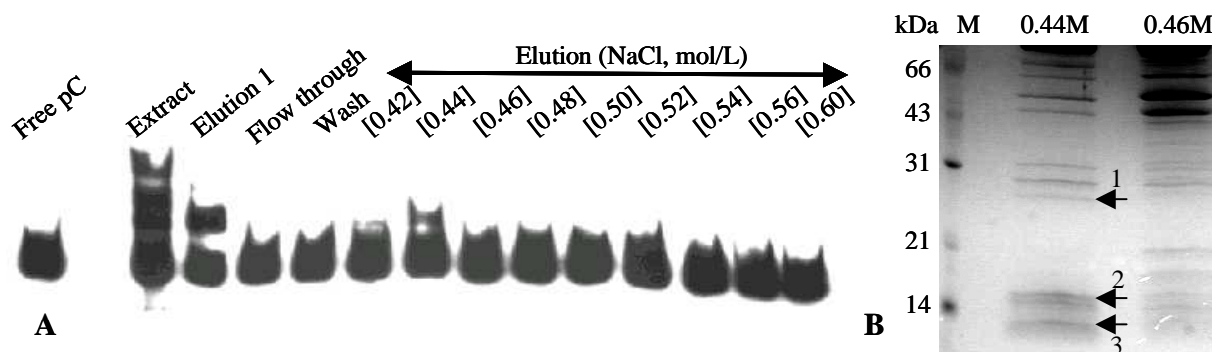 Free pC
Extract
Elution 1
Flow through
Wash
Elution (NaCl, mol/L)
[0.42]
[0.44]
[0.46]
[0.48]
[0.50]
[0.52]
[0.54]
[0.56]
[0.60]
A
kDa M 0.44M 0.46M
66
43
31
1
21
2
14
3
B